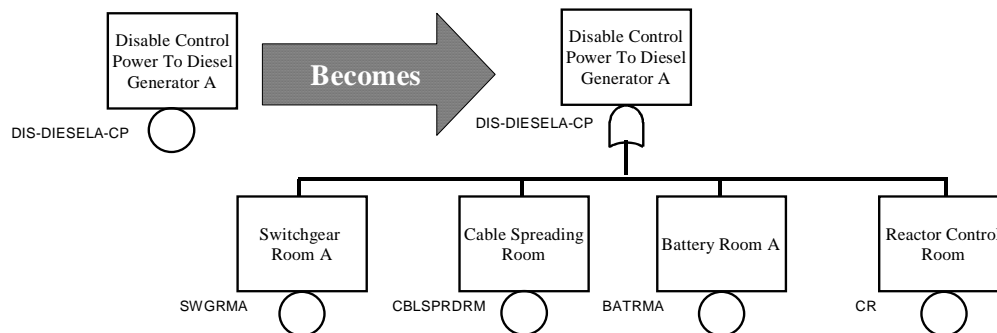 Disable Control
Power To Diesel
Generator A
DIS-DIESELA-CP
Becomes
Disable Control
Power To Diesel
Generator A
DIS-DIESELA-CP
Switchgear
Room A
SWGRMA
Cable Spreading
Room
CBLSPRDRM
Battery Room A
BATRMA
Reactor Control
Room
CR